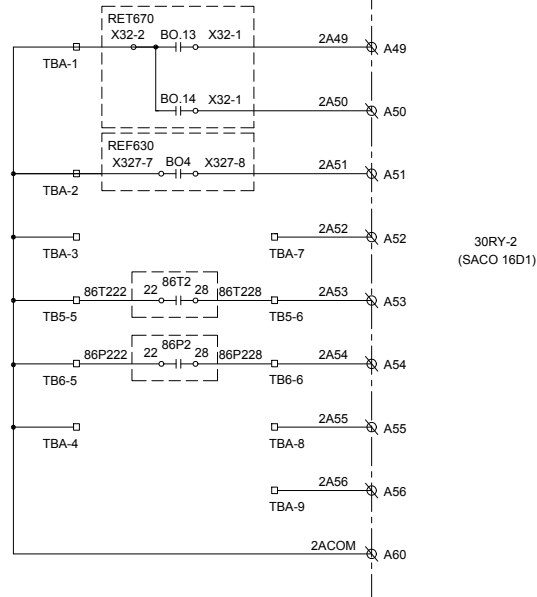 RET670
X32-2 BO.13 X32-1 2A49 A49
TBA-1
BO.14 X32-1 2A50 A50
REF630
X327-7 BO4 X327-8 2A51 A51
TBA-2
2A52 A52
TBA-3 TBA-7
30RY-2
(SACO 16D1)
86T2
86T222 22 28 86T228 2A53 A53
TB5-5 TB5-6
86P2
86P222 22 28 86P228 2A54 A54
TB6-5 TB6-6
2A55 A55
TBA-4 TBA-8
2A56 A56
TBA-9
2ACOM A60